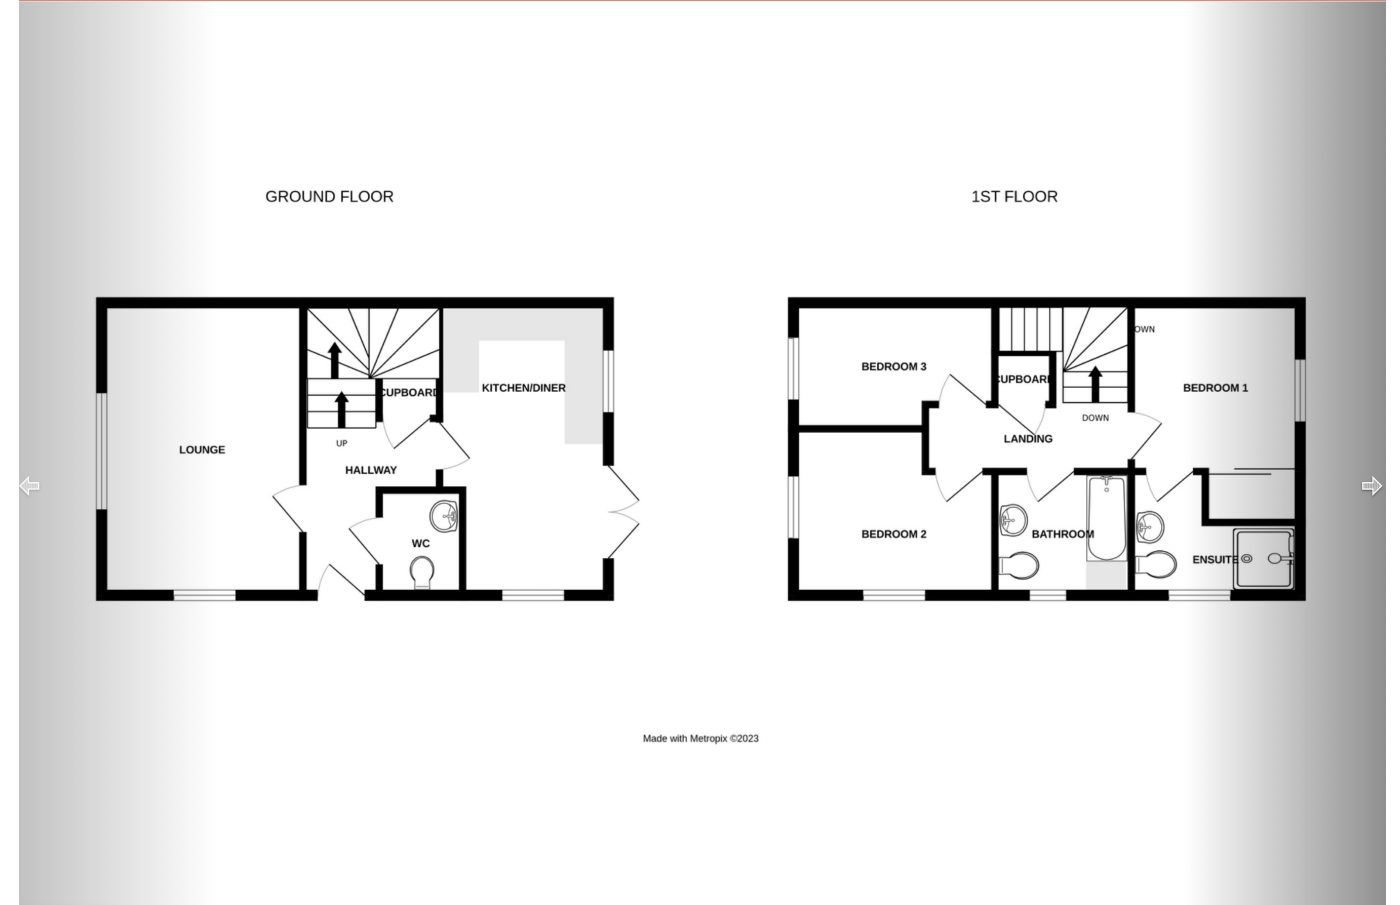 GROUND FLOOR
1ST FLOOR
LOUNGE
UP
HALLWAY
CUPBOARD
KITCHEN/DINER
WC
BEDROOM 3
CUPBOARD
OWN
BEDROOM 1
DOWN
LANDING
BEDROOM 2
BATHROOM
ENSUITE
Made with Metropix ©2023